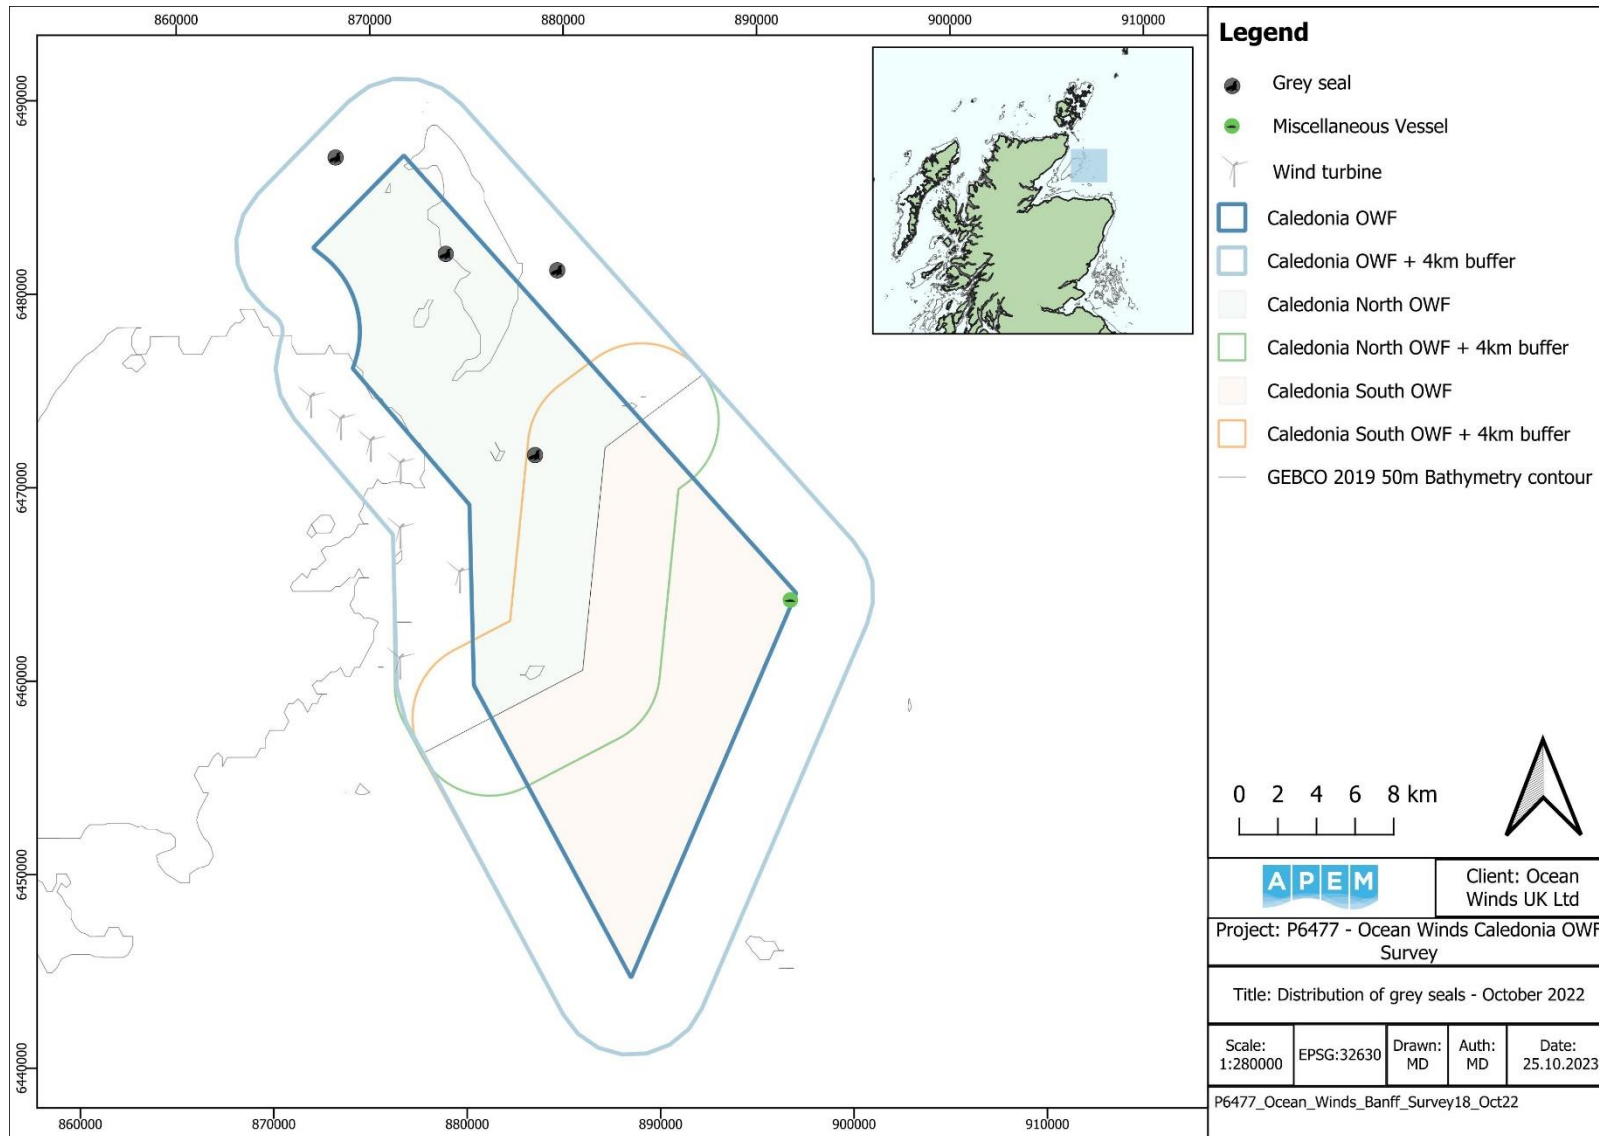 860000 870000 880000 890000 900000 910000
6490000
6480000
6470000
6460000
6450000
6440000
860000 870000 880000 890000 900000 910000
Legend
Grey seal
Miscellaneous Vessel
Wind turbine
Caledonia OWF
Caledonia OWF + 4km buffer
Caledonia North OWF
Caledonia North OWF + 4km buffer
Caledonia South OWF
Caledonia South OWF + 4km buffer
GEBCO 2019 50m Bathymetry contour
0 2 4 6 8 km
APEM
Client: Ocean
Winds UK Ltd
Project: P6477 - Ocean Winds Caledonia OWF
Survey
Title: Distribution of grey seals - October 2022
Scale:
1:280000
EPSG:32630
Drawn:
MD
Auth:
MD
Date:
25.10.2023
P6477_Ocean_Winds_Banff_Survey18_Oct22